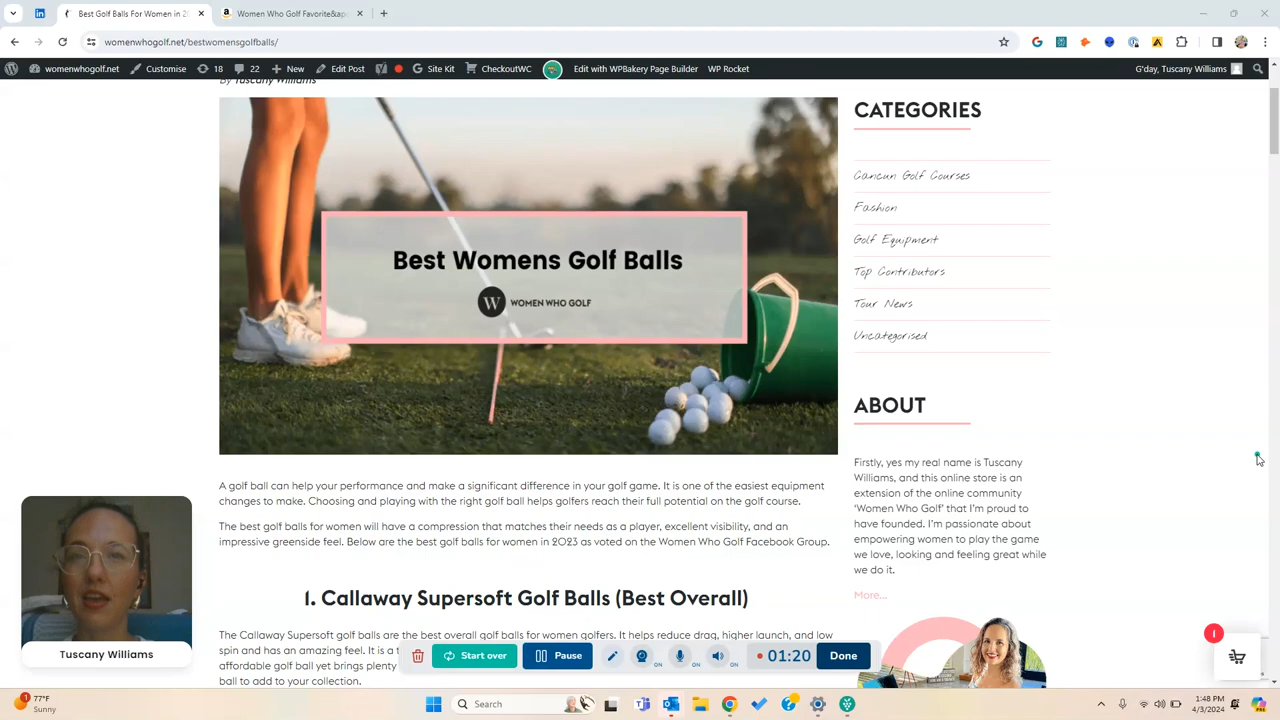 Best Golf Balls For Women in 20
Women Who Golf Favorite&ap
womenwhogolf.net/bestwomensgolfballs/
womenwhogolf.net
Customise
18
22
New
Edit Post
Site Kit
CheckoutWC
Edit with WPBakery Page Builder
WP Rocket
G'day, Tuscany Williams
By Tuscany Williams
Best Womens Golf Balls
W WOMEN WHO GOLF
A golf ball can help your performance and make a significant difference in your golf game. It is one of the easiest equipment
changes to make. Choosing and playing with the right golf ball helps golfers reach their full potential on the golf course.
The best golf balls for women will have a compression that matches their needs as a player, excellent visibility, and an
impressive greenside feel. Below are the best golf balls for women in 2023 as voted on the Women Who Golf Facebook Group.
1. Callaway Supersoft Golf Balls (Best Overall)
The Callaway Supersoft golf balls are the best overall golf balls for women golfers. It helps reduce drag, higher launch, and low
spin and has an amazing feel. It is a
affordable golf ball yet brings plenty
ball to add to your collection.
CATEGORIES
Cancun Golf Courses
Fashion
Golf Equipment
Top Contributors
Tour News
Uncategorised
ABOUT
Firstly, yes my real name is Tuscany
Williams, and this online store is an
extension of the online community
'Women Who Golf' that I'm proud to
have founded. I'm passionate about
empowering women to play the game
we love, looking and feeling great while
we do it.
More...
1
Tuscany Williams
Start over
Pause
ON
ON
ON
01:20
Done
1
77°F
Sunny
Search
1:48 PM
4/3/2024